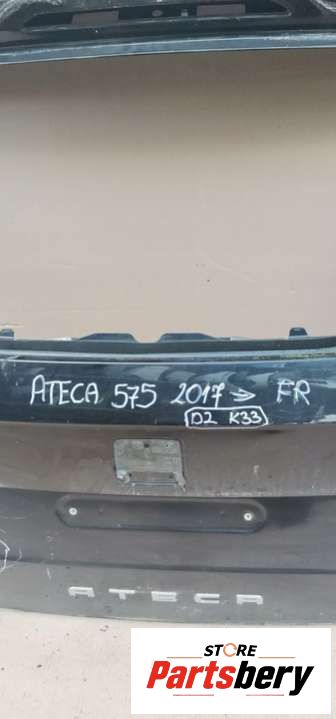 ATECA 575 2017 => FR
D2 K33
ATECA
STORE
Partsbery